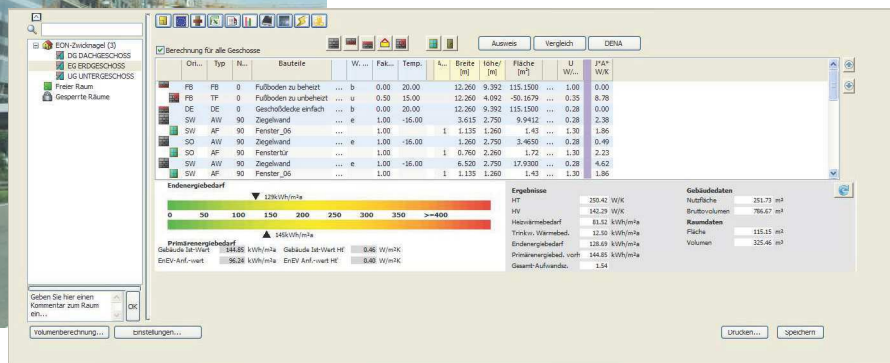 EON-Zwidknagel (3)
DG DACHGESCHOSS
EG ERDGESCHOSS
UG UNTERGESCHOSS
Freier Raum
Gesperrte Räume
Berechnung für alle Geschosse
Ausweis Vergleich DENA
Ori... Typ N... Bauteile W. ... Fak... Temp. Breite [m] Fläche [m²] U W/... W/K
FB FB 0 Fußboden zu beheizt ... b 0.00 20.00 12.260 9.392 115.1500 ... 1.00 0.00
FB TF 0 Fußboden zu unbeheizt ... u 0.50 15.00 12.260 4.092 -50.1679 ... 0.35 8.78
DE DE 0 Geschoßdecke einfach ... b 0.00 20.00 12.260 9.392 115.1500 ... 0.28 0.00
SW AW 90 Ziegelwand ... e 1.00 -16.00 3.615 2.750 9.9412 ... 0.28 2.38
SW AF 90 Fenster_06 ... 1.00 1 1.135 1.260 1.43 ... 1.30 1.86
SO AW 90 Ziegelwand ... e 1.00 -16.00 1.260 2.750 3.4650 ... 0.28 0.49
SO AF 90 Fenstertür ... 1.00 1 0.760 2.260 1.72 ... 1.30 2.23
SW AW 90 Ziegelwand ... e 1.00 -16.00 6.520 2.750 17.9300 ... 0.28 4.62
SW AF 90 Fenster_06 ... 1.00 1 1.135 1.260 1.43 ... 1.30 1.86
Endenergiebedarf
129kWh/m²a
0 50 100 150 200 250 300 350 >=400
145kWh/m²a
Primärenergiebedarf
Gebäude Ist-Wert 144.85 kWh/m²a Gebäude Ist-Wert Ht' 0.46 W/m²K
EnEV-Anf.-wert 96.24 kWh/m²a EnEV Anf.-wert Ht' 0.40 W/m²K
Ergebnisse
HT 250.42 W/K
HV 142.29 W/K
Heizwärmebedarf 81.52 kWh/m²a
Trinkw. Wärmebed. 12.50 kWh/m²a
Endenergiebedarf 128.69 kWh/m²a
Primärenergiebed. vorh 144.85 kWh/m²a
Gesamt-Aufwandsz. 1.54
Gebäudedaten
Nutzfläche 251.73 m²
Bruttovolumen 786.67 m³
Raumdaten
Fläche 115.15 m²
Volumen 325.46 m³
Geben Sie hier einen
Kommentar zum Raum
ein...
OK
Volumenberechnung... Einstellungen...
Drucken... Speichern